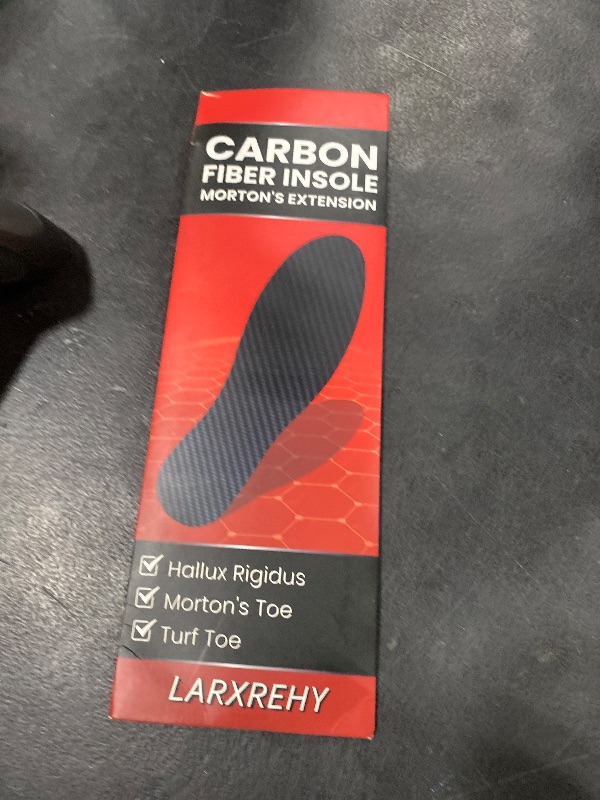 CARBON
FIBER INSOLE
MORTON'S EXTENSION
Hallux Rigidus
Morton's Toe
Turf Toe
LARXREHY